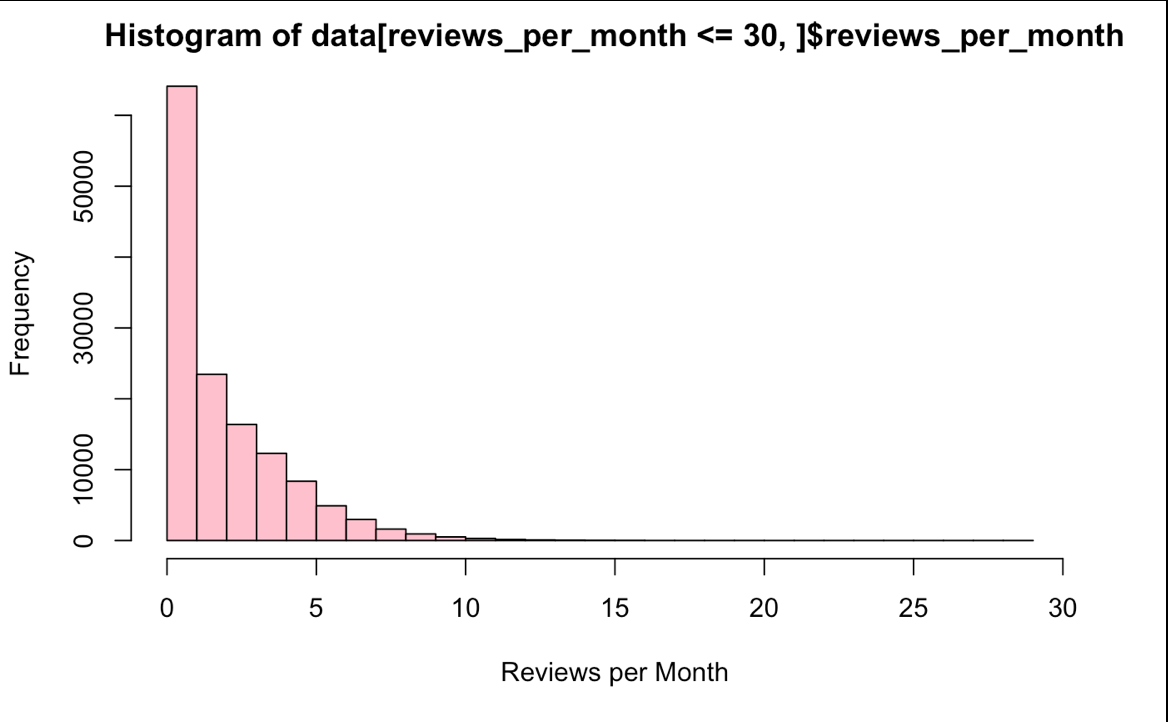 Histogram of data[reviews_per_month <= 30, ]$reviews_per_month
Frequency
50000
30000
10000
0
0 5 10 15 20 25 30
Reviews per Month